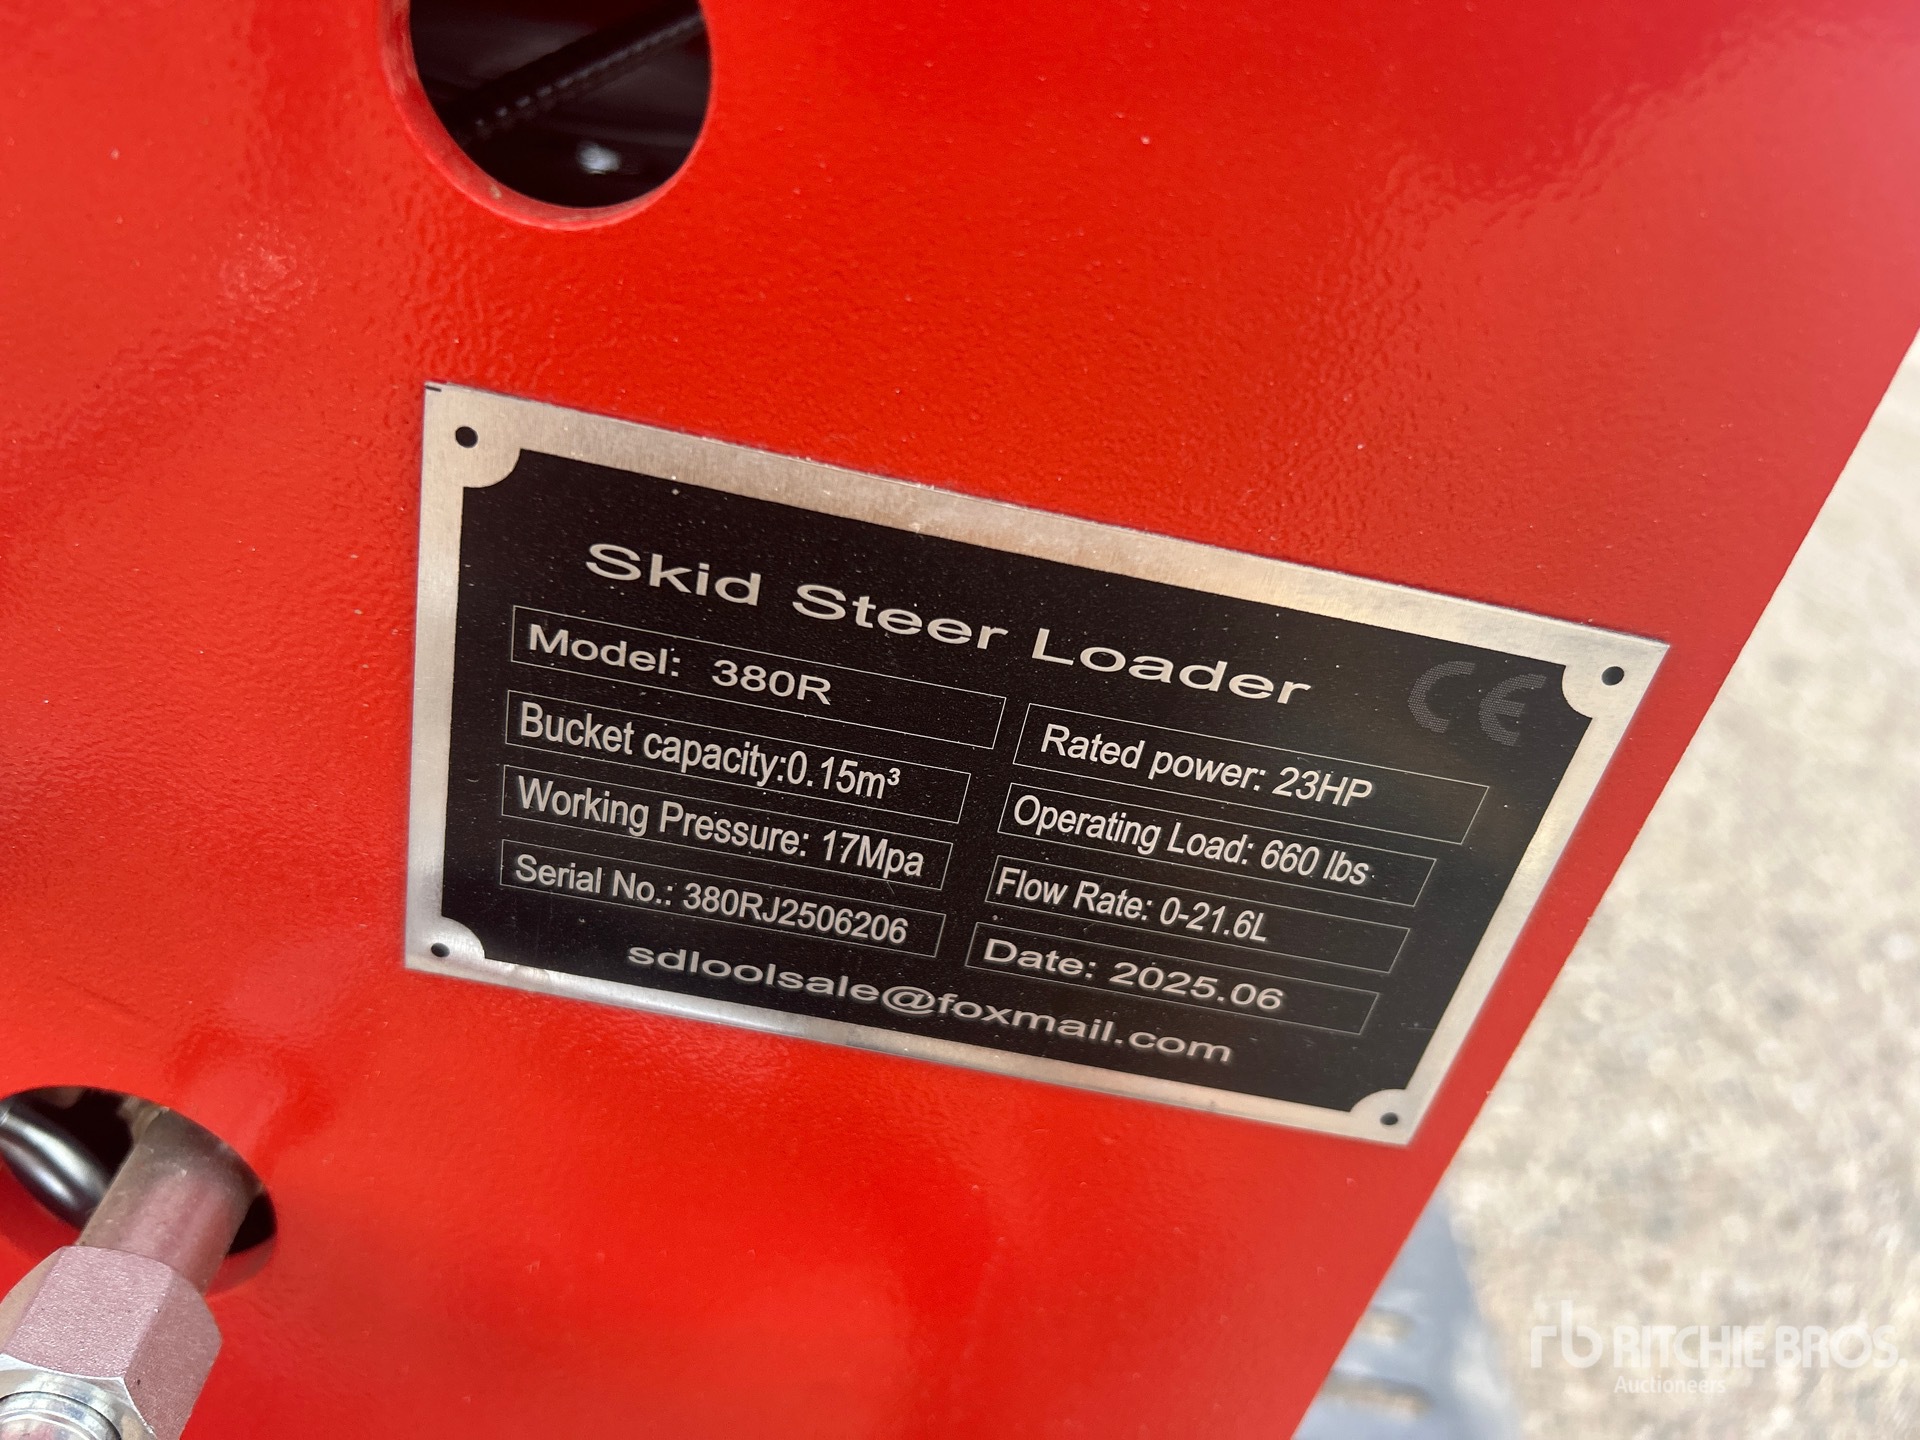 Skid Steer Loader
CE
Model: 380R
Rated power: 23HP
Bucket capacity:0.15m³
Operating Load: 660 lbs
Working Pressure: 17Mpa
Flow Rate: 0-21.6L
Serial No.: 380RJ2506206
Date: 2025.06
sdloolsale@foxmail.com
rb RITCHIE BROS.
Auctioneers